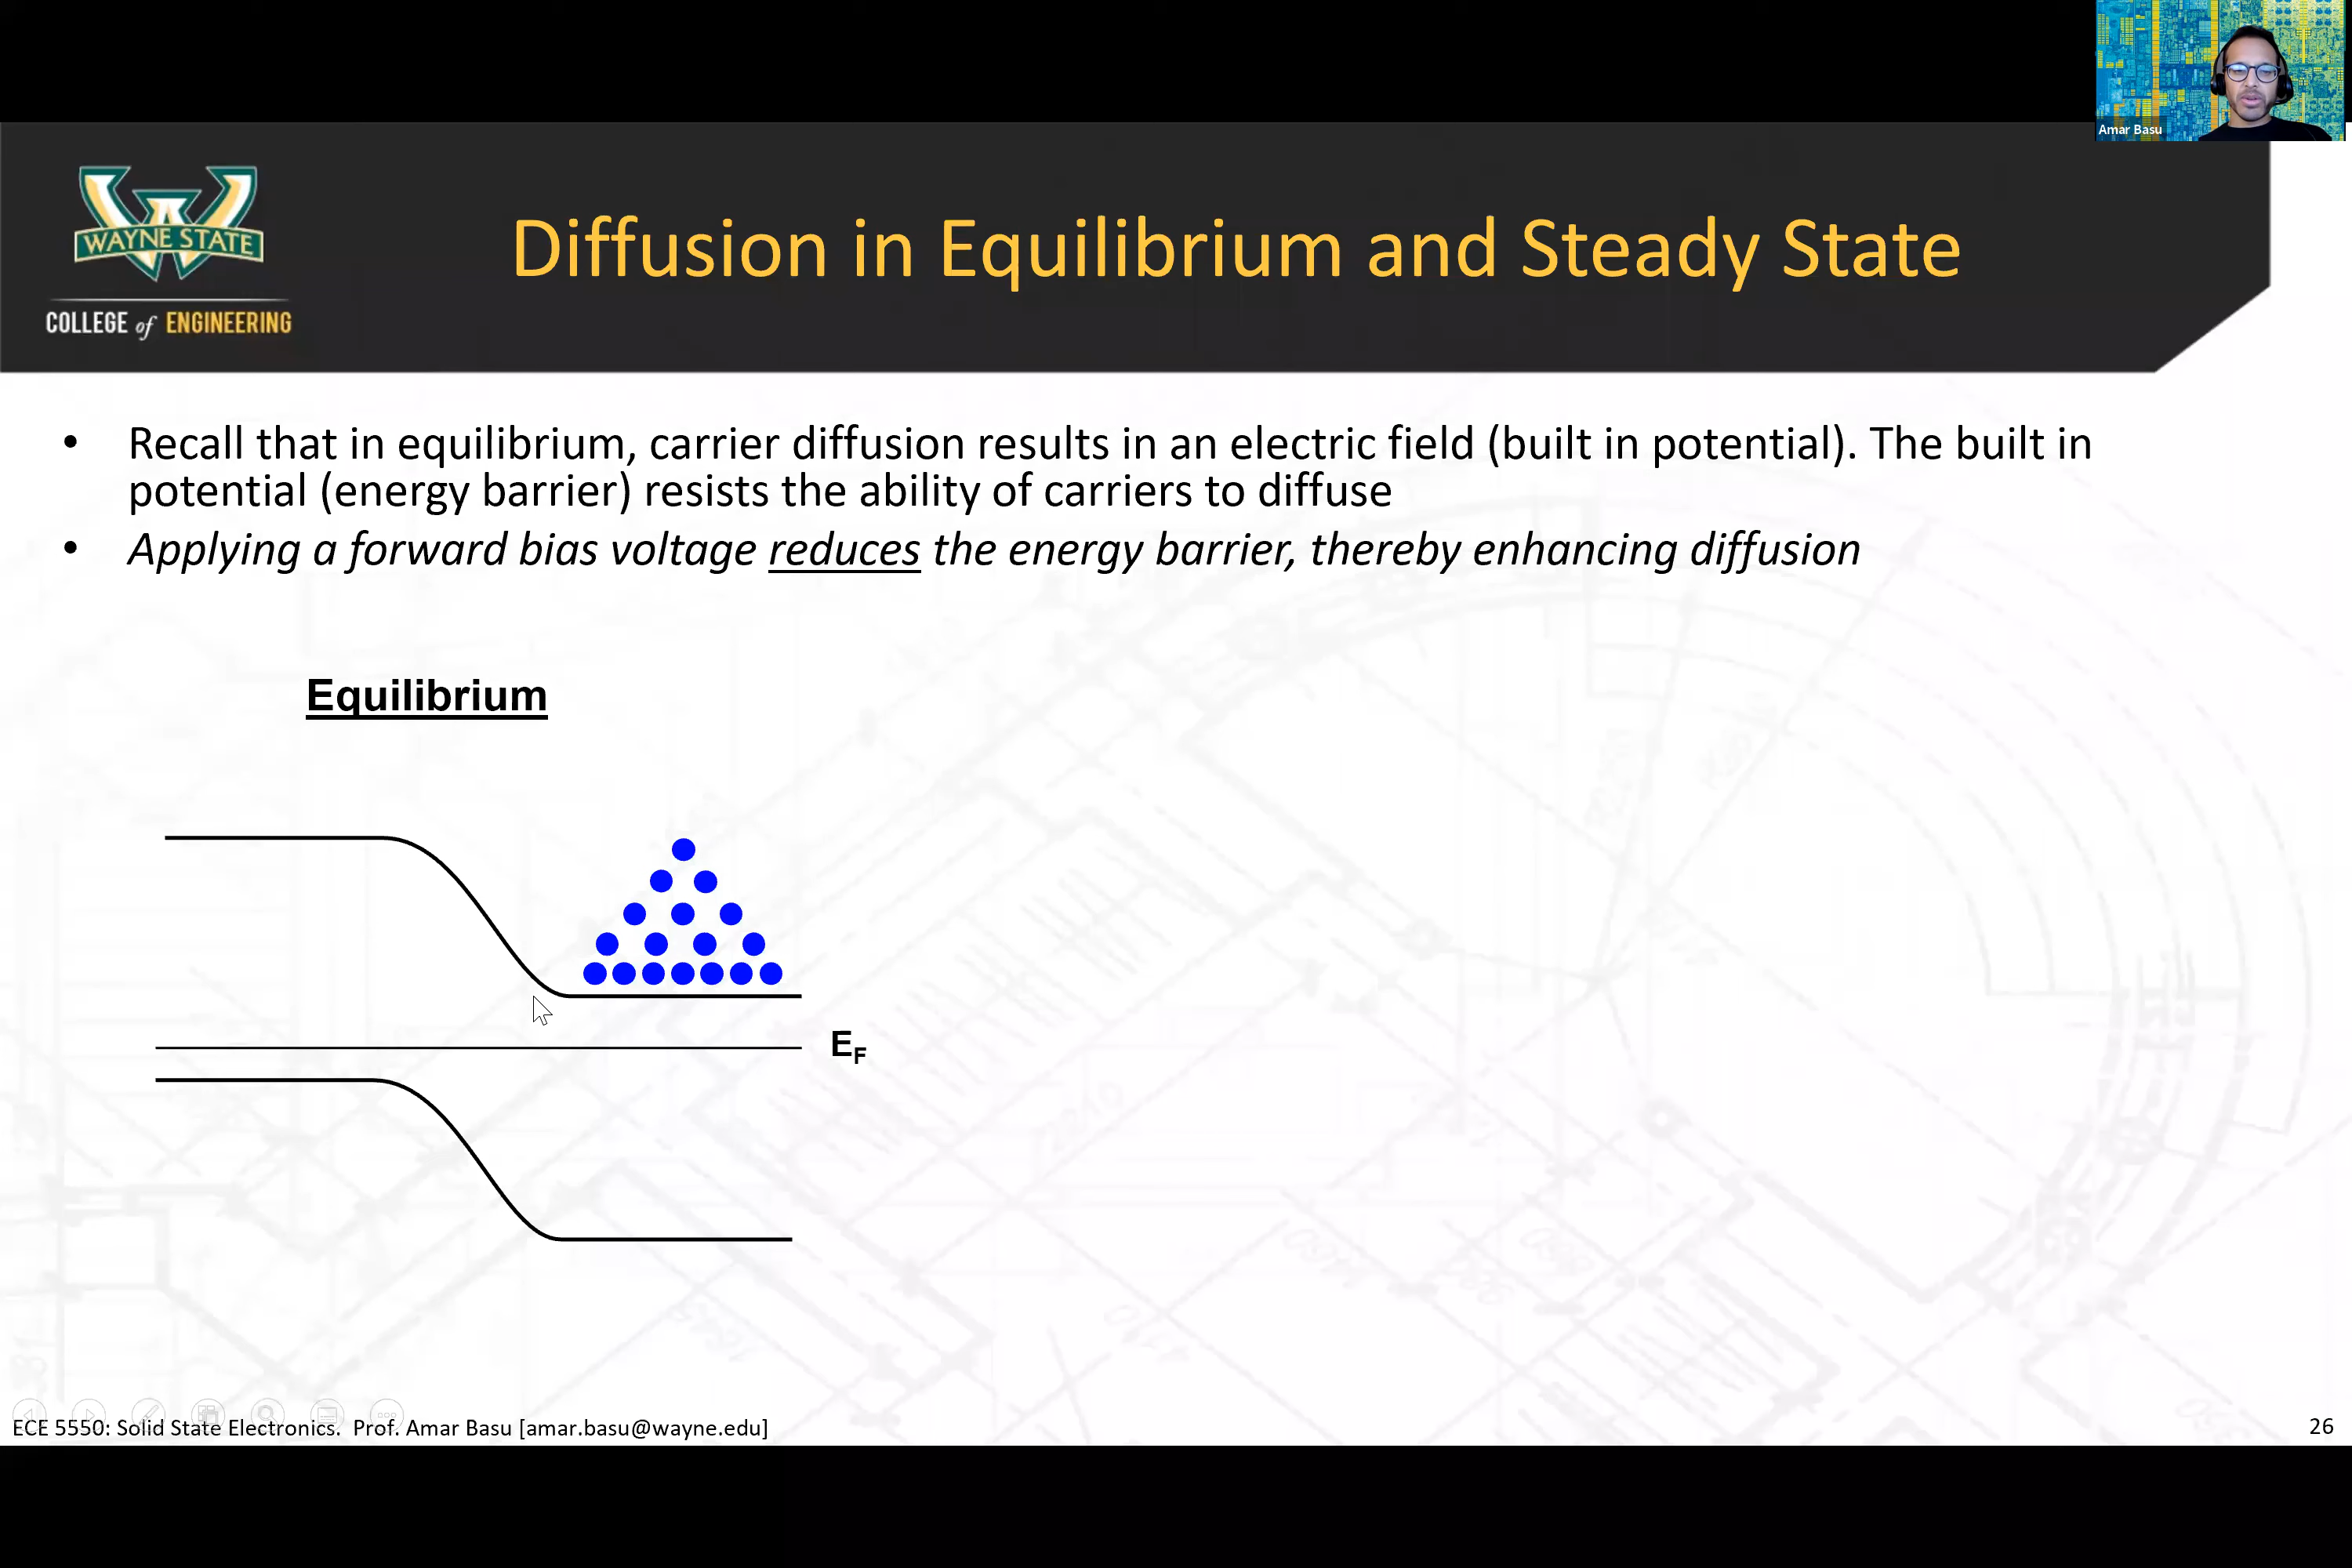 Amar Basu
WAYNE STATE
COLLEGE of ENGINEERING
Diffusion in Equilibrium and Steady State
• Recall that in equilibrium, carrier diffusion results in an electric field (built in potential). The built in
potential (energy barrier) resists the ability of carriers to diffuse
• Applying a forward bias voltage reduces the energy barrier, thereby enhancing diffusion
Equilibrium
EF
ECE 5550: Solid State Electronics. Prof. Amar Basu [amar.basu@wayne.edu]
26